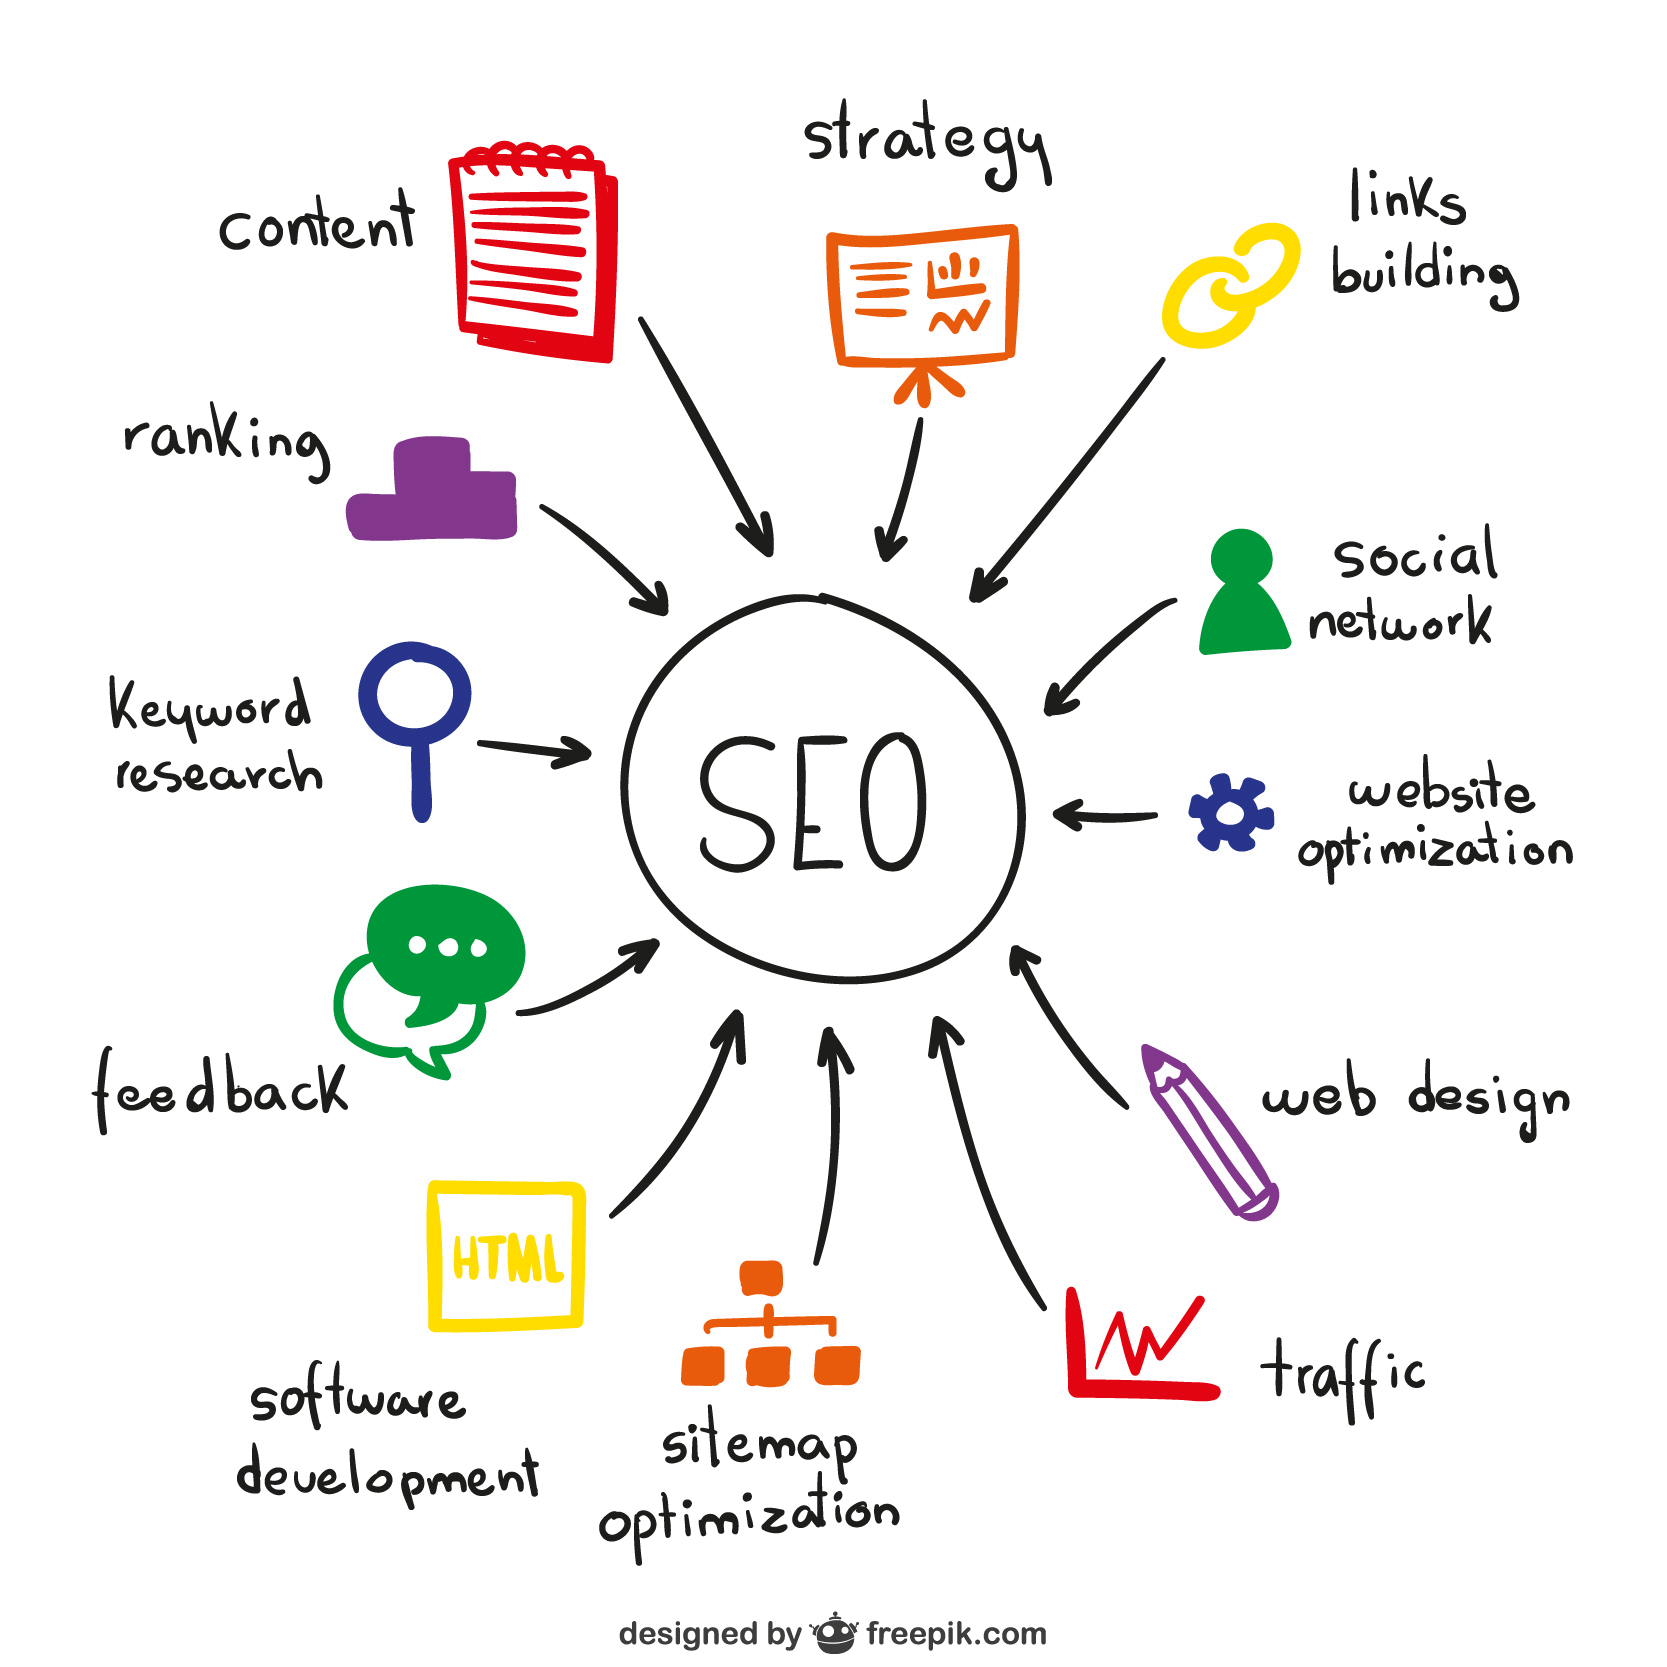 strategy
content
links
building
ranking
social
network
Keyword
research
SEO
website
optimization
feedback
web design
HTML
software
development
sitemap
optimization
traffic
designed by freepik.com